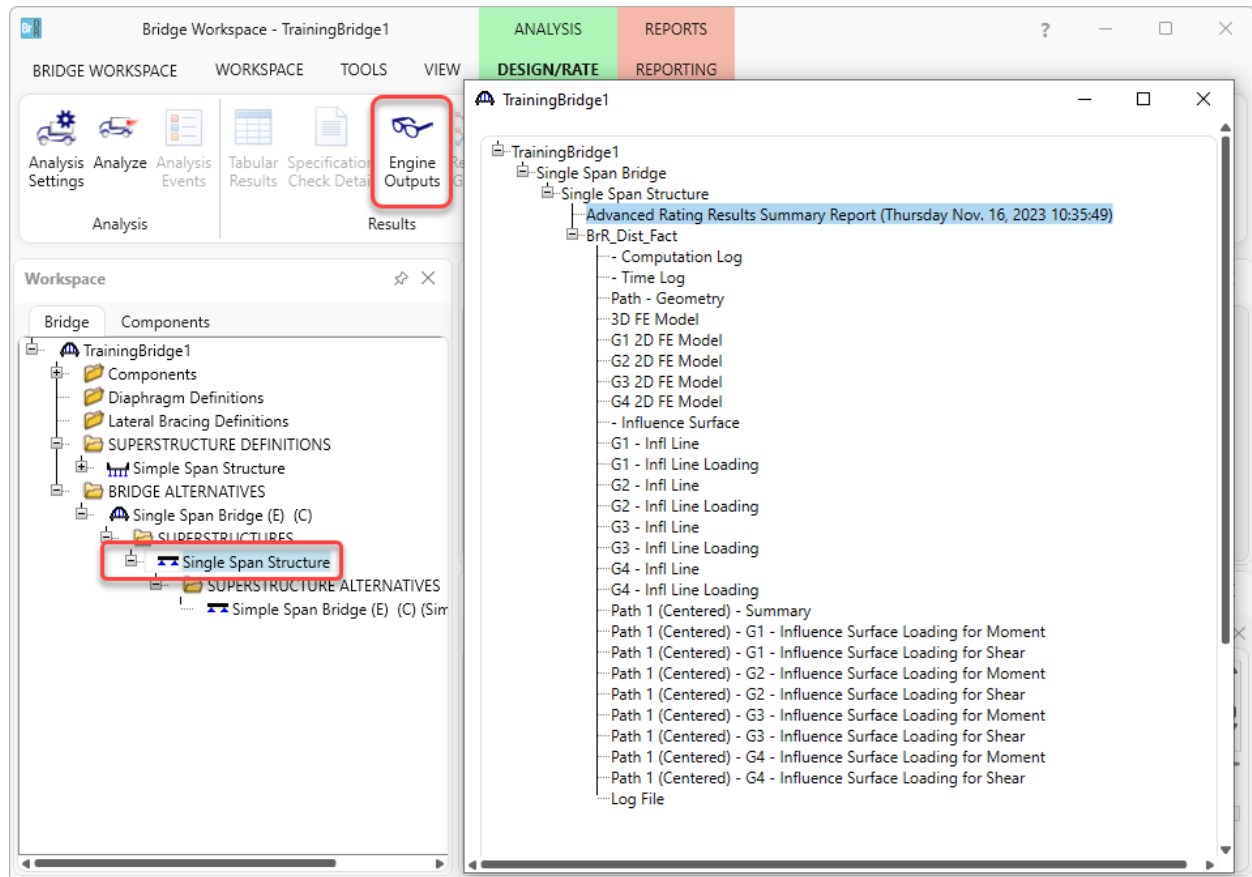 BrR
Bridge Workspace - TrainingBridge1
ANALYSIS
REPORTS
?
BRIDGE WORKSPACE
WORKSPACE
TOOLS
VIEW
DESIGN/RATE
REPORTING
Analysis Settings
Analyze
Analysis Events
Tabular Results
Specification Check Detail
Engine Outputs
Analysis
Results
Workspace
Bridge
Components
TrainingBridge1
Components
Diaphragm Definitions
Lateral Bracing Definitions
SUPERSTRUCTURE DEFINITIONS
Simple Span Structure
BRIDGE ALTERNATIVES
Single Span Bridge (E) (C)
SUPERSTRUCTURES
Single Span Structure
SUPERSTRUCTURE ALTERNATIVES
Simple Span Bridge (E) (C) (Sim
TrainingBridge1
TrainingBridge1
Single Span Bridge
Single Span Structure
Advanced Rating Results Summary Report (Thursday Nov. 16, 2023 10:35:49)
BrR_Dist_Fact
- Computation Log
- Time Log
Path - Geometry
3D FE Model
G1 2D FE Model
G2 2D FE Model
G3 2D FE Model
G4 2D FE Model
- Influence Surface
G1 - Infl Line
G1 - Infl Line Loading
G2 - Infl Line
G2 - Infl Line Loading
G3 - Infl Line
G3 - Infl Line Loading
G4 - Infl Line
G4 - Infl Line Loading
Path 1 (Centered) - Summary
Path 1 (Centered) - G1 - Influence Surface Loading for Moment
Path 1 (Centered) - G1 - Influence Surface Loading for Shear
Path 1 (Centered) - G2 - Influence Surface Loading for Moment
Path 1 (Centered) - G2 - Influence Surface Loading for Shear
Path 1 (Centered) - G3 - Influence Surface Loading for Moment
Path 1 (Centered) - G3 - Influence Surface Loading for Shear
Path 1 (Centered) - G4 - Influence Surface Loading for Moment
Path 1 (Centered) - G4 - Influence Surface Loading for Shear
Log File